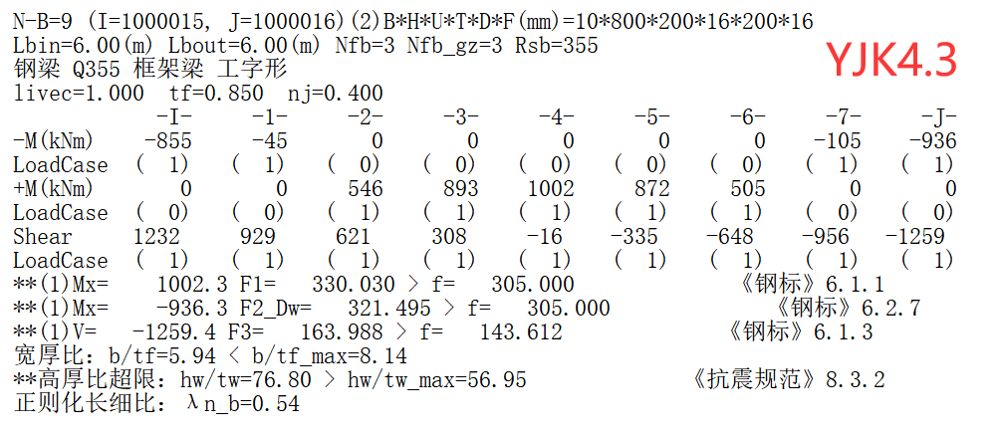 N-B=9 (I=1000015, J=1000016)(2)B*H*U*T*D*F(mm)=10*800*200*16*200*16
Lbin=6.00(m) Lbout=6.00(m) Nfb=3 Nfb_gz=3 Rsb=355
YJK4.3
钢梁 Q355 框架梁 工字形
livec=1.000 tf=0.850 nj=0.400
-I- -1- -2- -3- -4- -5- -6- -7- -J-
-M(kNm) -855 -45 0 0 0 0 0 -105 -936
LoadCase ( 1) ( 1) ( 0) ( 0) ( 0) ( 0) ( 0) ( 1) ( 1)
+M(kNm) 0 0 546 893 1002 872 505 0 0
LoadCase ( 0) ( 0) ( 1) ( 1) ( 1) ( 1) ( 1) ( 0) ( 0)
Shear 1232 929 621 308 -16 -335 -648 -956 -1259
LoadCase ( 1) ( 1) ( 1) ( 1) ( 1) ( 1) ( 1) ( 1) ( 1)
**(1)Mx= 1002.3 F1= 330.030 > f= 305.000 《钢标》6.1.1
**(1)Mx= -936.3 F2_Dw= 321.495 > f= 305.000 《钢标》6.2.7
**(1)V= -1259.4 F3= 163.988 > f= 143.612 《钢标》6.1.3
宽厚比: b/tf=5.94 < b/tf_max=8.14
**高厚比超限: hw/tw=76.80 > hw/tw_max=56.95 《抗震规范》8.3.2
正则化长细比: λn_b=0.54